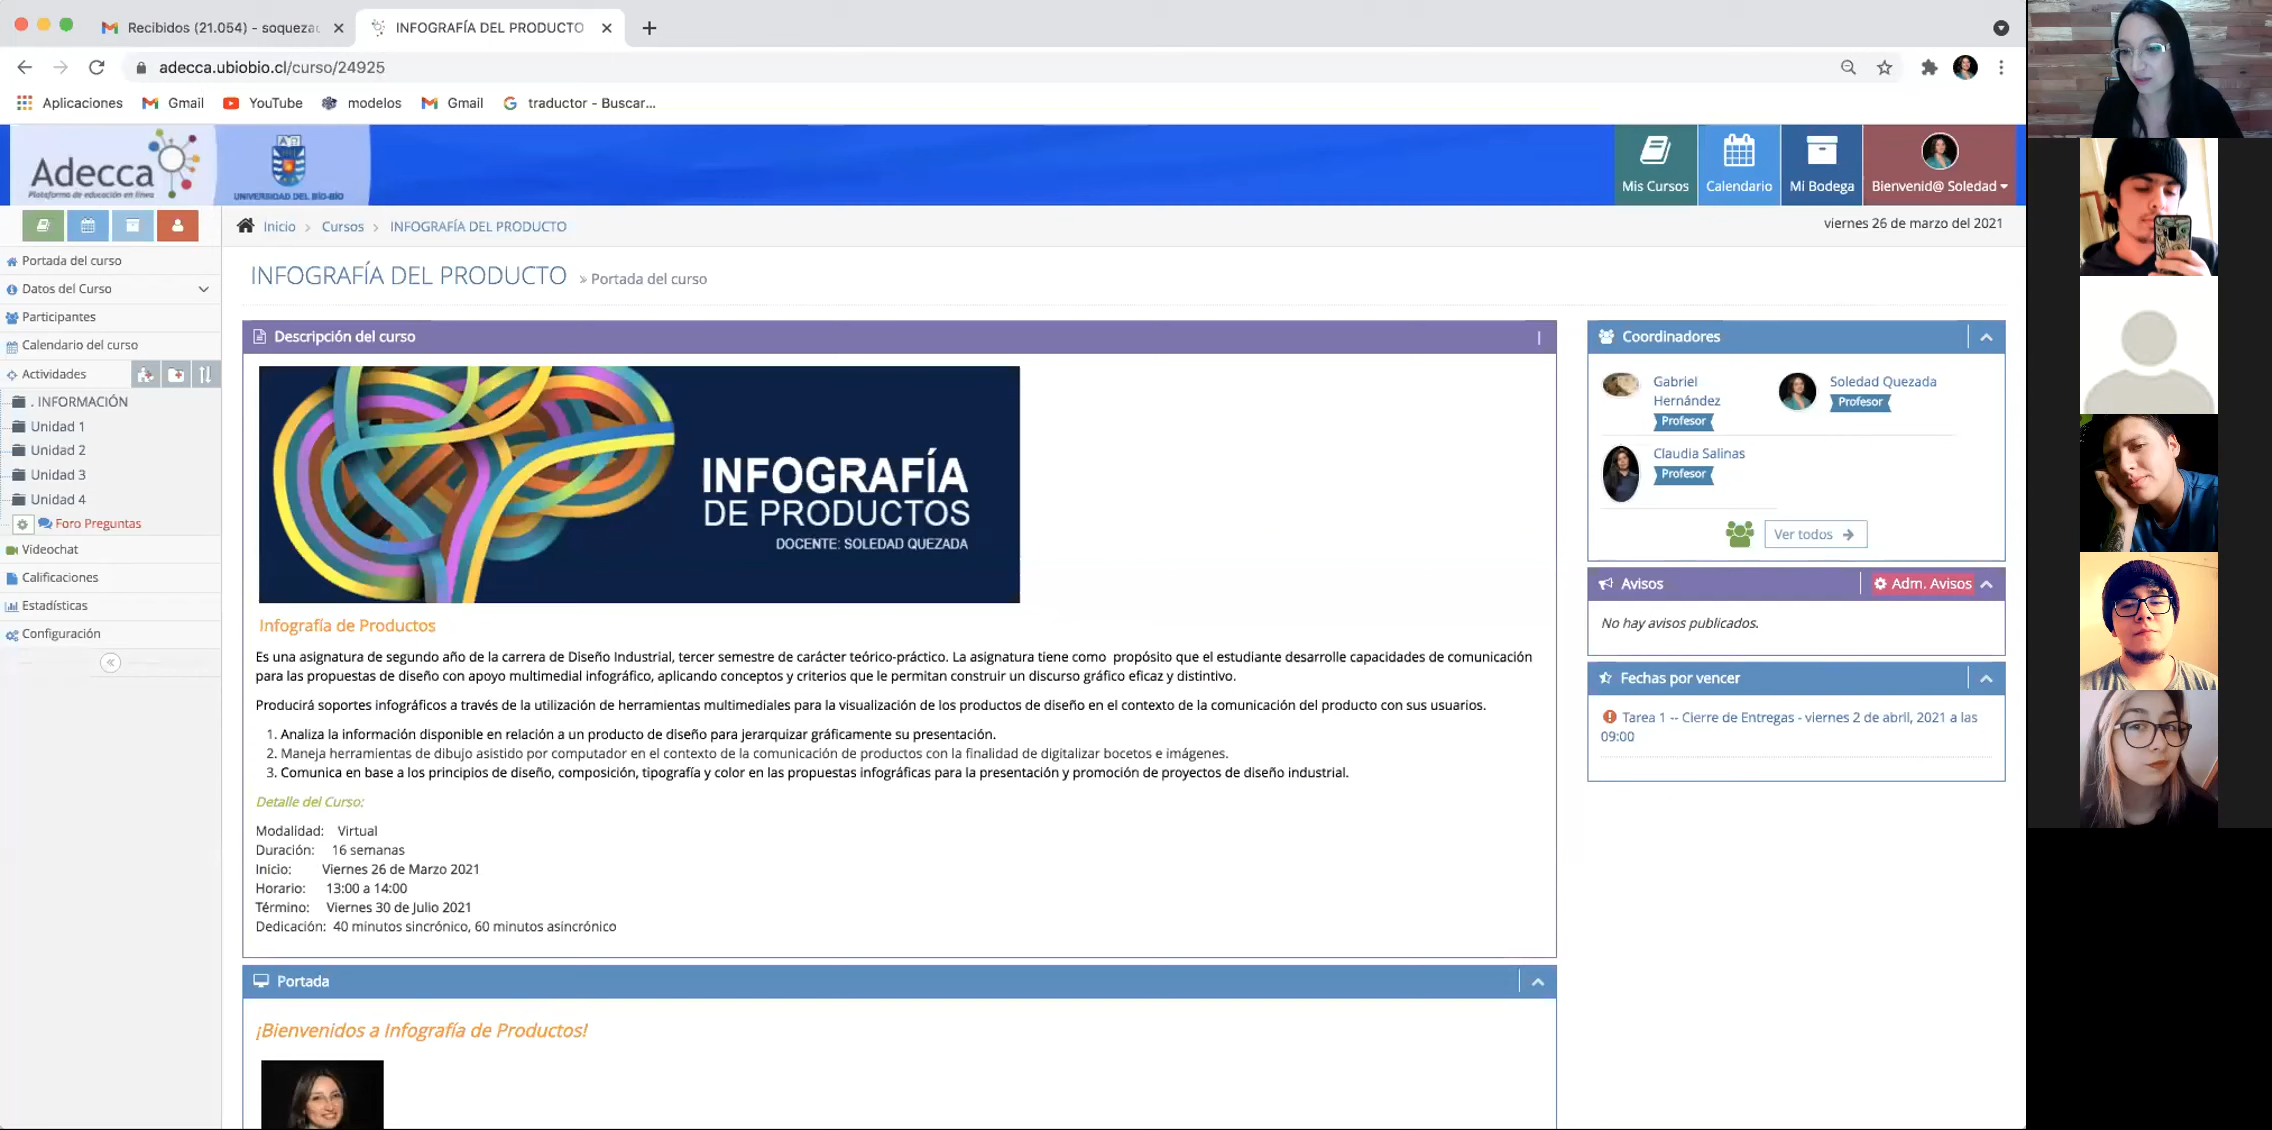 Recibidos (21.054) - soqueza
INFOGRAFÍA DEL PRODUCTO
adecca.ubiobio.cl/curso/24925
Aplicaciones
Gmail
YouTube
modelos
Gmail
traductor - Buscar...
Adecca
Plataforma de educación en línea
UNIVERSIDAD DEL BÍO-BÍO
Mis Cursos
Calendario
Mi Bodega
Bienvenid@ Soledad
Inicio > Cursos > INFOGRAFÍA DEL PRODUCTO
viernes 26 de marzo del 2021
Portada del curso
Datos del Curso
Participantes
Calendario del curso
Actividades
. INFORMACIÓN
Unidad 1
Unidad 2
Unidad 3
Unidad 4
Foro Preguntas
Videochat
Calificaciones
Estadísticas
Configuración
INFOGRAFÍA DEL PRODUCTO » Portada del curso
Descripción del curso
INFOGRAFÍA
DE PRODUCTOS
DOCENTE: SOLEDAD QUEZADA
Infografía de Productos
Es una asignatura de segundo año de la carrera de Diseño Industrial, tercer semestre de carácter teórico-práctico. La asignatura tiene como propósito que el estudiante desarrolle capacidades de comunicación
para las propuestas de diseño con apoyo multimedial infográfico, aplicando conceptos y criterios que le permitan construir un discurso gráfico eficaz y distintivo.
Producirá soportes infográficos a través de la utilización de herramientas multimediales para la visualización de los productos de diseño en el contexto de la comunicación del producto con sus usuarios.
1. Analiza la información disponible en relación a un producto de diseño para jerarquizar gráficamente su presentación.
2. Maneja herramientas de dibujo asistido por computador en el contexto de la comunicación de productos con la finalidad de digitalizar bocetos e imágenes.
3. Comunica en base a los principios de diseño, composición, tipografía y color en las propuestas infográficas para la presentación y promoción de proyectos de diseño industrial.
Detalle del Curso:
Modalidad: Virtual
Duración: 16 semanas
Inicio: Viernes 26 de Marzo 2021
Horario: 13:00 a 14:00
Término: Viernes 30 de Julio 2021
Dedicación: 40 minutos sincrónico, 60 minutos asincrónico
Portada
¡Bienvenidos a Infografía de Productos!
Coordinadores
Gabriel
Hernández
Profesor
Soledad Quezada
Profesor
Claudia Salinas
Profesor
Ver todos
Avisos
Adm. Avisos
No hay avisos publicados.
Fechas por vencer
Tarea 1 -- Cierre de Entregas - viernes 2 de abril, 2021 a las
09:00